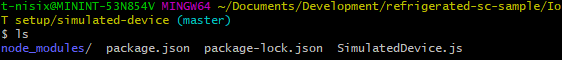 t-nisix@MININT-53N854V MINGW64 ~/Documents/Development/refrigerated-sc-sample/Io
T setup/simulated-device (master)
$ ls
node_modules/  package.json  package-lock.json  SimulatedDevice.js